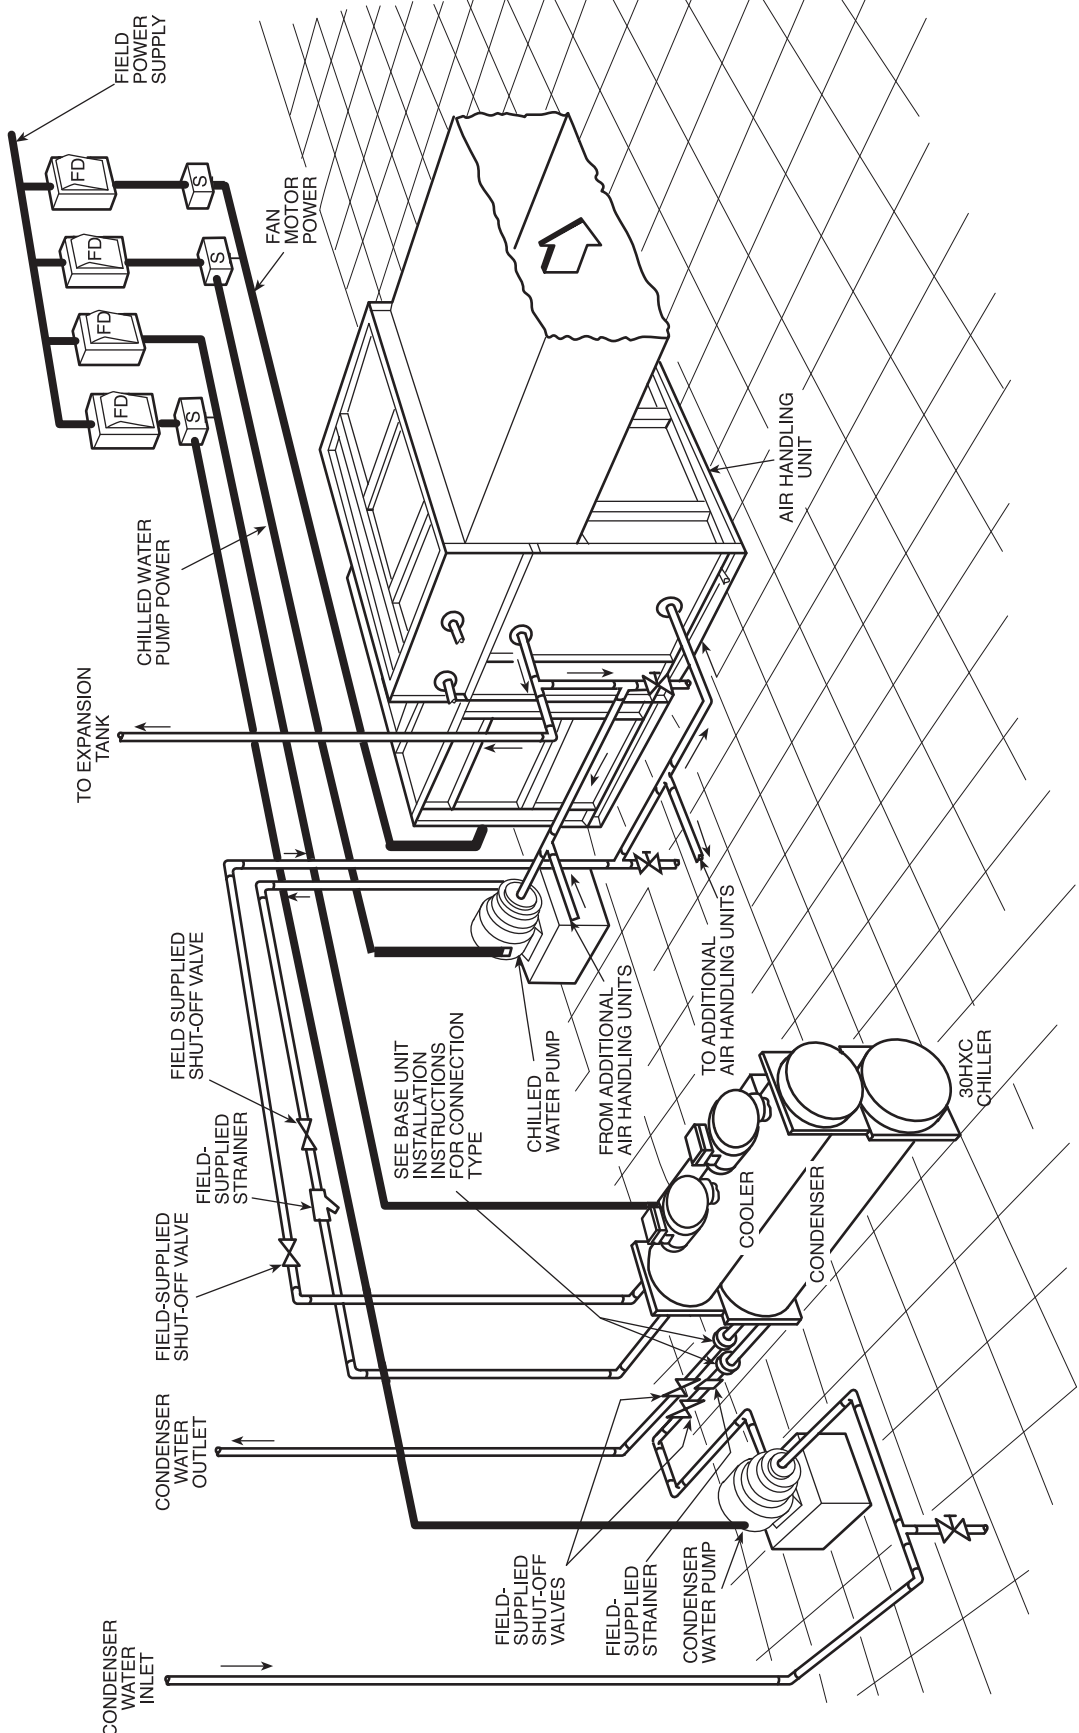 FIELD
POWER
SUPPLY
FD
FD
FD
FD
S
S
S
FAN
MOTOR
POWER
CHILLED WATER
PUMP POWER
TO EXPANSION
TANK
AIR HANDLING
UNIT
FIELD SUPPLIED
SHUT-OFF VALVE
FIELD-
SUPPLIED
STRAINER
FIELD-SUPPLIED
SHUT-OFF VALVE
SEE BASE UNIT
INSTALLATION
INSTRUCTIONS
FOR CONNECTION
TYPE
CHILLED
WATER PUMP
FROM ADDITIONAL
AIR HANDLING UNITS
TO ADDITIONAL
AIR HANDLING UNITS
30HXC
CHILLER
COOLER
CONDENSER
CONDENSER
WATER
OUTLET
FIELD-
SUPPLIED
SHUT-OFF
VALVES
FIELD-
SUPPLIED
STRAINER
CONDENSER
WATER PUMP
CONDENSER
WATER
INLET